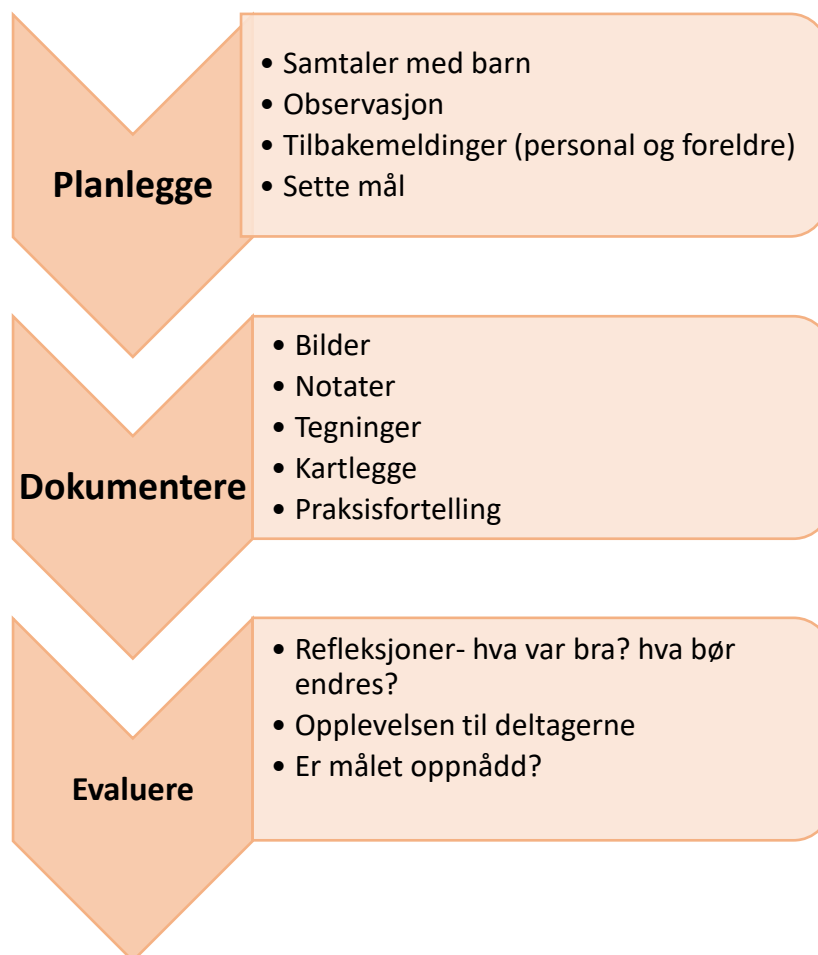 • Samtaler med barn
• Observasjon
• Tilbakemeldinger (personal og foreldre)
Planlegge
• Sette mål
• Bilder
• Notater
• Tegninger
• Kartlegge
Dokumentere
• Praksisfortelling
• Refleksjoner- hva var bra? hva bør
endres?
• Opplevelsen til deltagerne
• Er målet oppnådd?
Evaluere